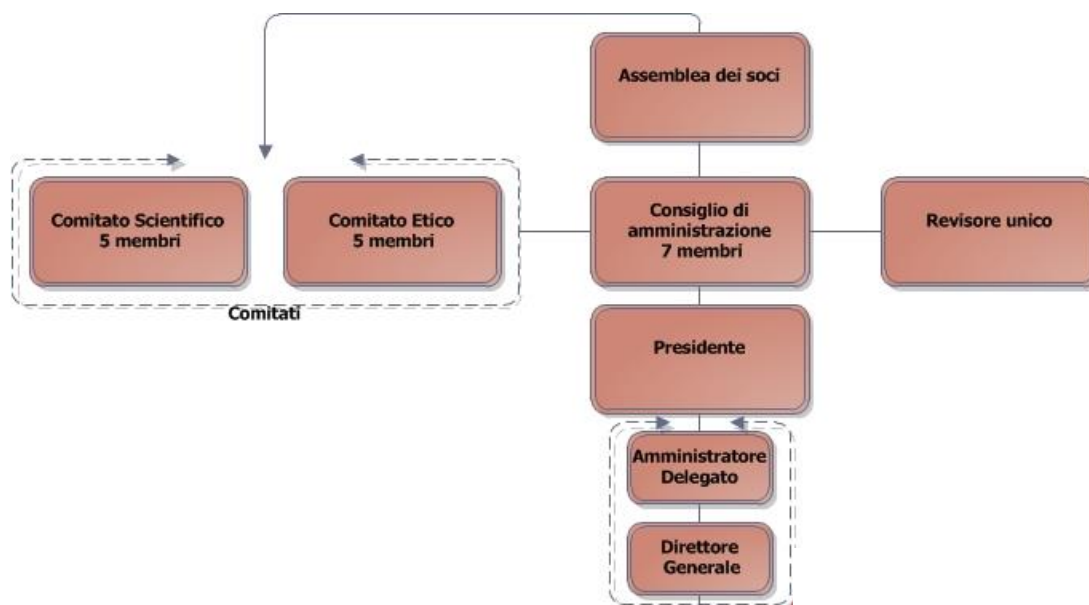 Assemblea dei soci
Comitato Scientifico
5 membri
Comitato Etico
5 membri
Consiglio di
amministrazione
7 membri
Revisore unico
Comitati
Presidente
Amministratore
Delegato
Direttore
Generale